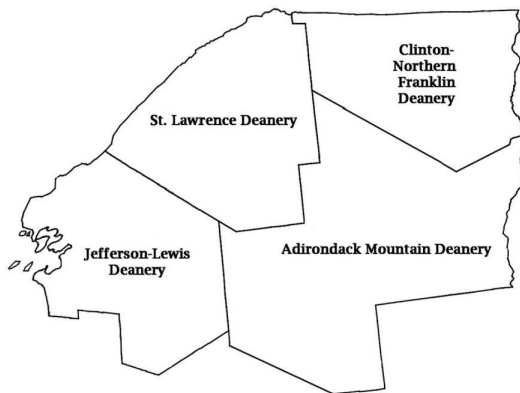 Clinton-
Northern
Franklin
Deanery
St. Lawrence Deanery
Jefferson-Lewis
Deanery
Adirondack Mountain Deanery